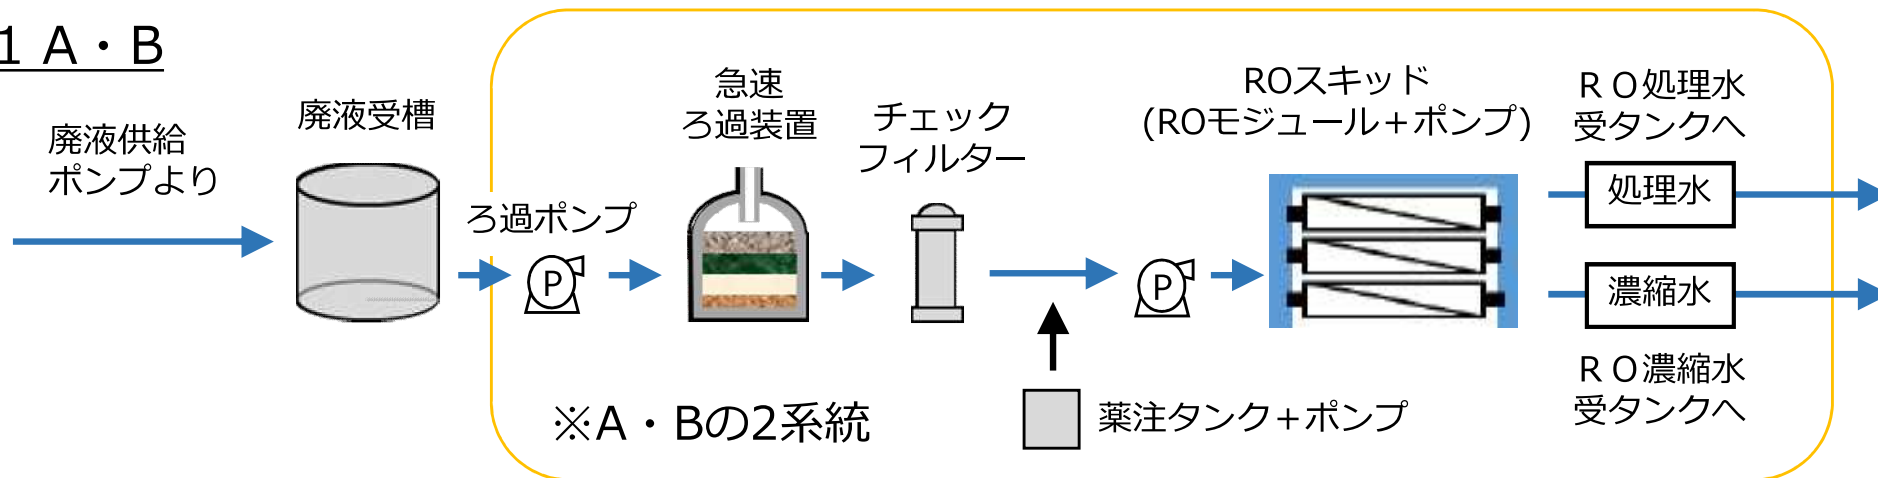 1 A・B
廃液供給
ポンプより
廃液受槽
ろ過ポンプ
P
急速
ろ過装置
チェック
フィルター
P
ROスキッド
(ROモジュール＋ポンプ)
ＲＯ処理水
受タンクへ
処理水
濃縮水
ＲＯ濃縮水
受タンクへ
薬注タンク＋ポンプ
※A・Bの2系統